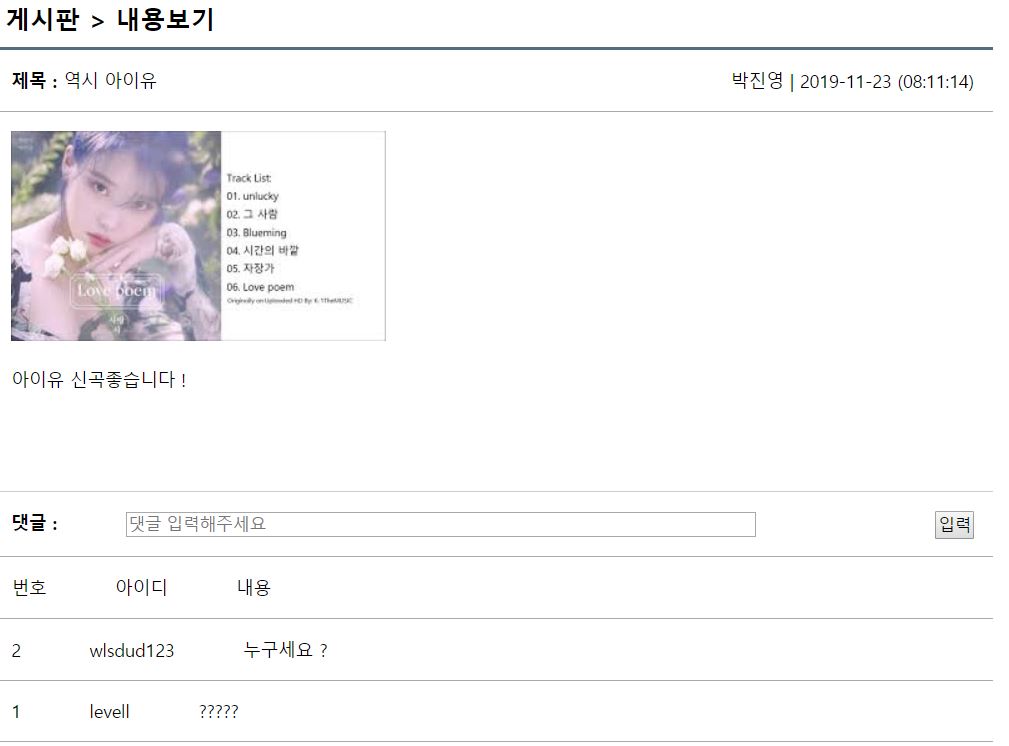 게시판 > 내용보기
제목 : 역시 아이유 박진영 | 2019-11-23 (08:11:14)
Track List:
01. unlucky
02. 그 사람
03. Blueming
04. 시간의 바깥
05. 자장가
06. Love poem
Originally on Uploaded HD By: K. 1TheMUSIC
Love poem
사랑
시
아이유 신곡좋습니다 !
댓글 : 댓글 입력해주세요 입력
번호 아이디 내용
2 wlsdud123 누구세요 ?
1 levell ?????